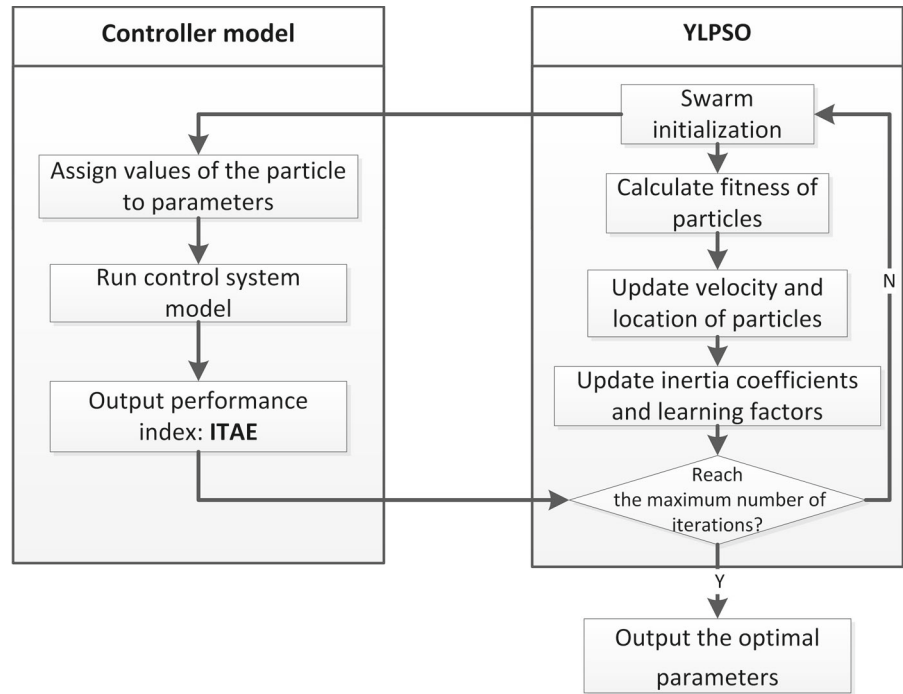 Controller model
Assign values of the particle
to parameters
Run control system
model
Output performance
index: ITAE
YLPSO
Swarm
initialization
Calculate fitness of
particles
Update velocity and
location of particles
Update inertia coefficients
and learning factors
Reach
the maximum number of
iterations?
N
Y
Output the optimal
parameters